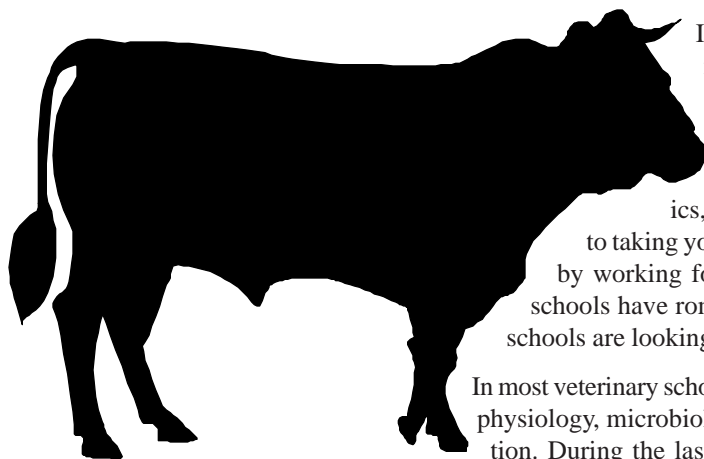 I
ics,
to taking yo
by working fo
schools have ror
schools are looking
In most veterinary scho
physiology, microbiol
tion. During the las